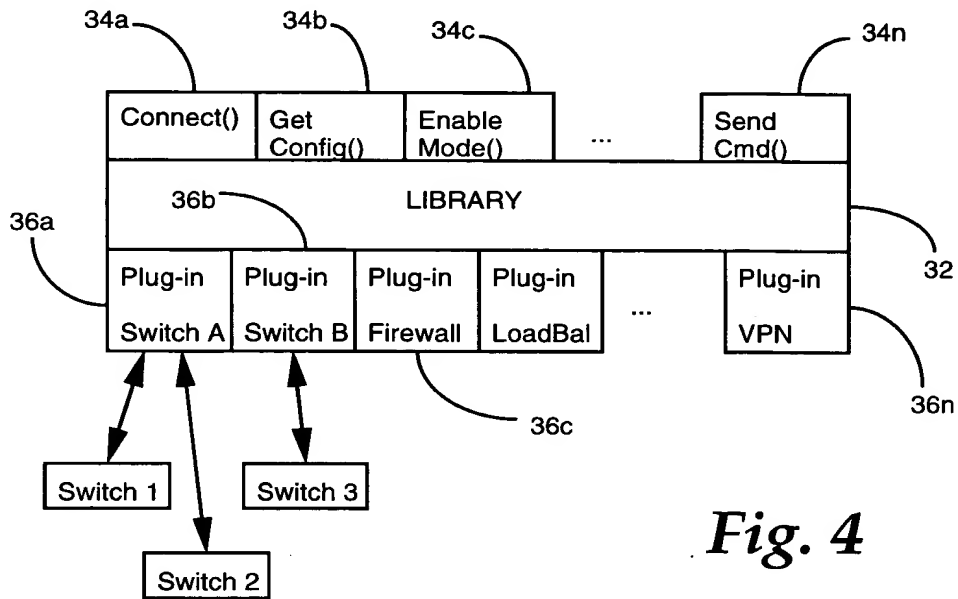 34a
34b
34c
34n
Connect()
Get
Config()
Enable
Mode()
...
Send
Cmd()
LIBRARY
36a
36b
32
Plug-in
Switch A
Plug-in
Switch B
Plug-in
Firewall
Plug-in
LoadBal
...
Plug-in
VPN
36c
36n
Switch 1
Switch 3
Switch 2
Fig. 4